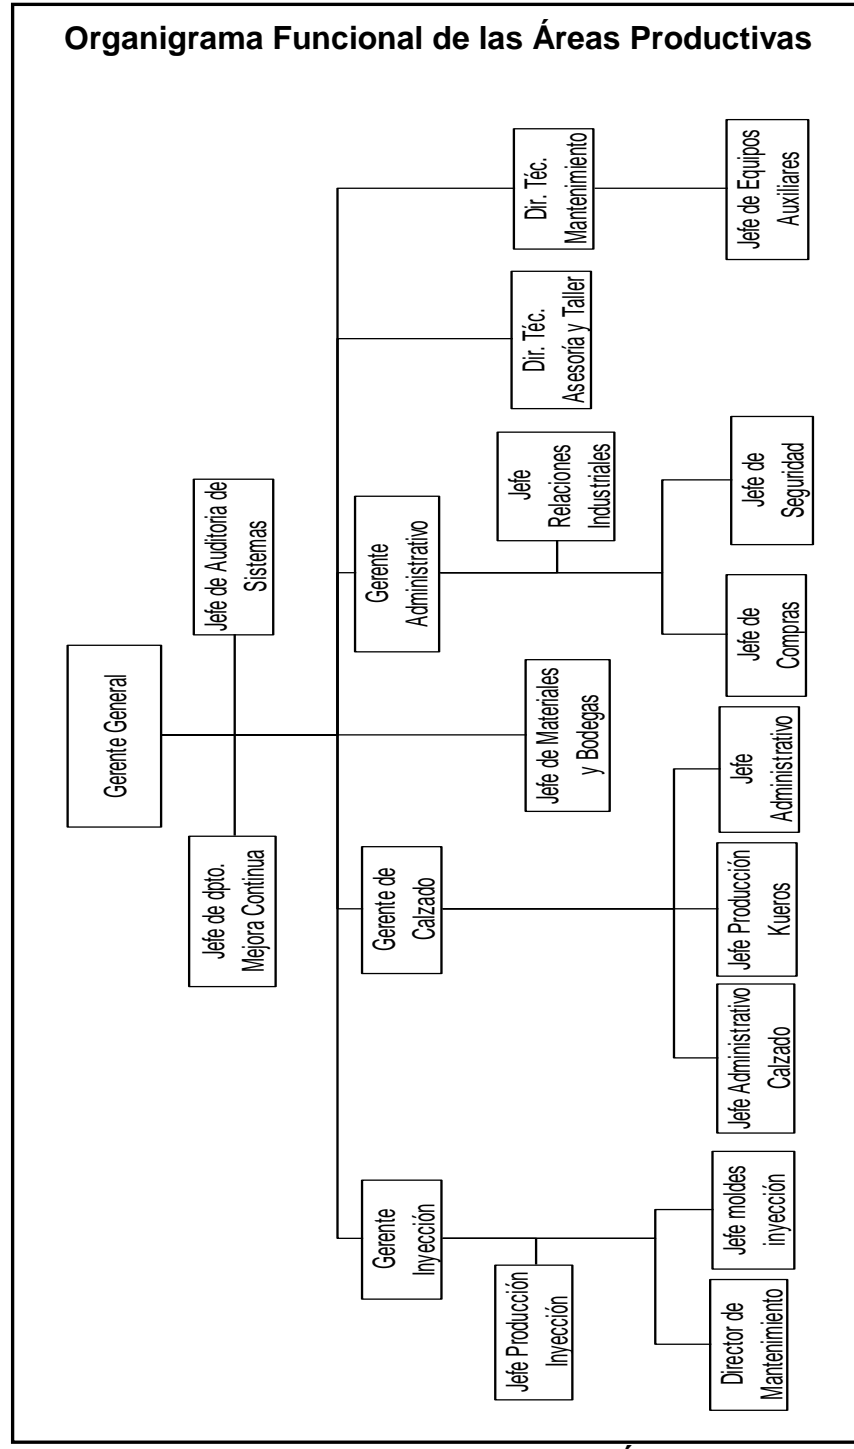 Organigrama Funcional de las Áreas Productivas
Gerente General
Jefe de dpto.
Mejora Continua
Jefe de Auditoria de
Sistemas
Gerente
Inyección
Gerente de
Calzado
Gerente
Administrativo
Jefe Producción
Inyección
Jefe de Materiales
y Bodegas
Jefe
Relaciones
Industriales
Dir. Téc.
Asesoría y Taller
Dir. Téc.
Mantenimiento
Director de
Mantenimiento
Jefe moldes
inyección
Jefe Administrativo
Calzado
Jefe Producción
Kueros
Jefe
Administrativo
Jefe de
Compras
Jefe de
Seguridad
Jefe de Equipos
Auxiliares